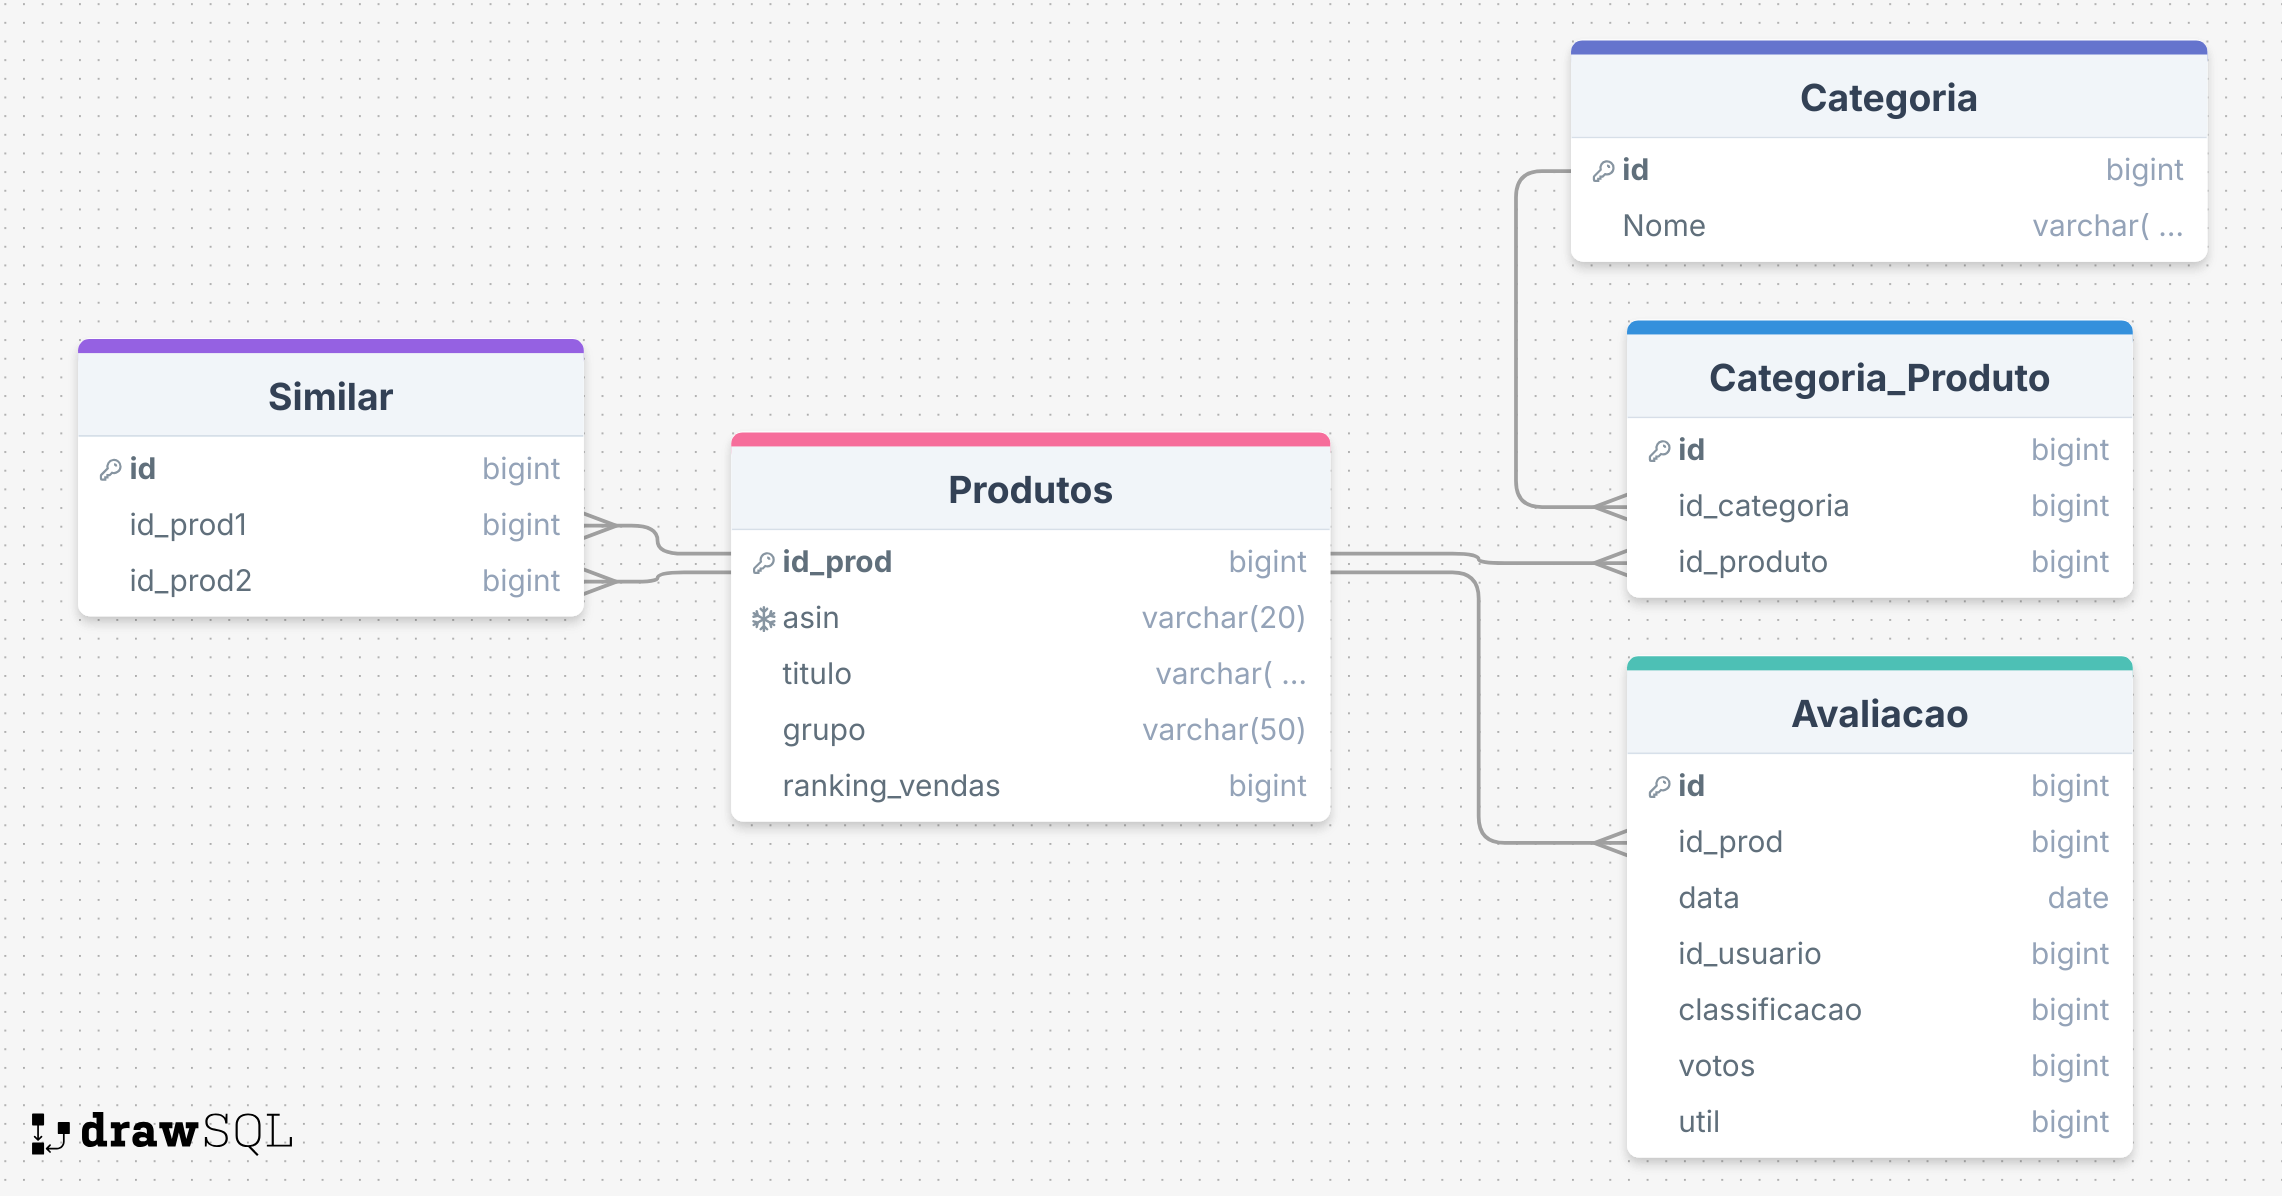 Categoria
id bigint
Nome varchar( ...
Similar
id bigint
id_prod1 bigint
id_prod2 bigint
Produtos
id_prod bigint
asin varchar(20)
titulo varchar( ...
grupo varchar(50)
ranking_vendas bigint
Categoria_Produto
id bigint
id_categoria bigint
id_produto bigint
Avaliacao
id bigint
id_prod bigint
data date
id_usuario bigint
classificacao bigint
votos bigint
util bigint
drawSQL